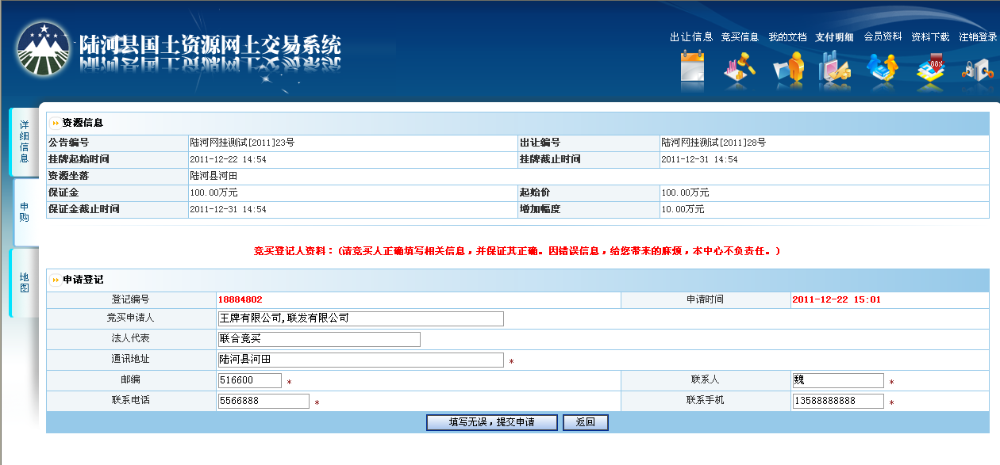 陆河县国土资源网上交易系统
出让信息 竞买信息 我的文档 支付明细 会员资料 资料下载 注销登录
88%
详细信息
申购
地图
资源信息
公告编号 陆河网挂测试[2011]23号 出让编号 陆河网挂测试[2011]28号
挂牌起始时间 2011-12-22 14:54 挂牌截止时间 2011-12-31 14:54
资源坐落 陆河县河田
保证金 100.00万元 起始价 100.00万元
保证金截止时间 2011-12-31 14:54 增加幅度 10.00万元
竞买登记人资料：(请竞买人正确填写相关信息，并保证其正确。因错误信息，给您带来的麻烦，本中心不负责任。)
申请登记
登记编号 18884802 申请时间 2011-12-22 15:01
竞买申请人 王牌有限公司,联发有限公司
法人代表 联合竞买
通讯地址 陆河县河田 *
邮编 516600 * 联系人 魏 *
联系电话 5566888 * 联系手机 13588888888 *
填写无误，提交申请 返回